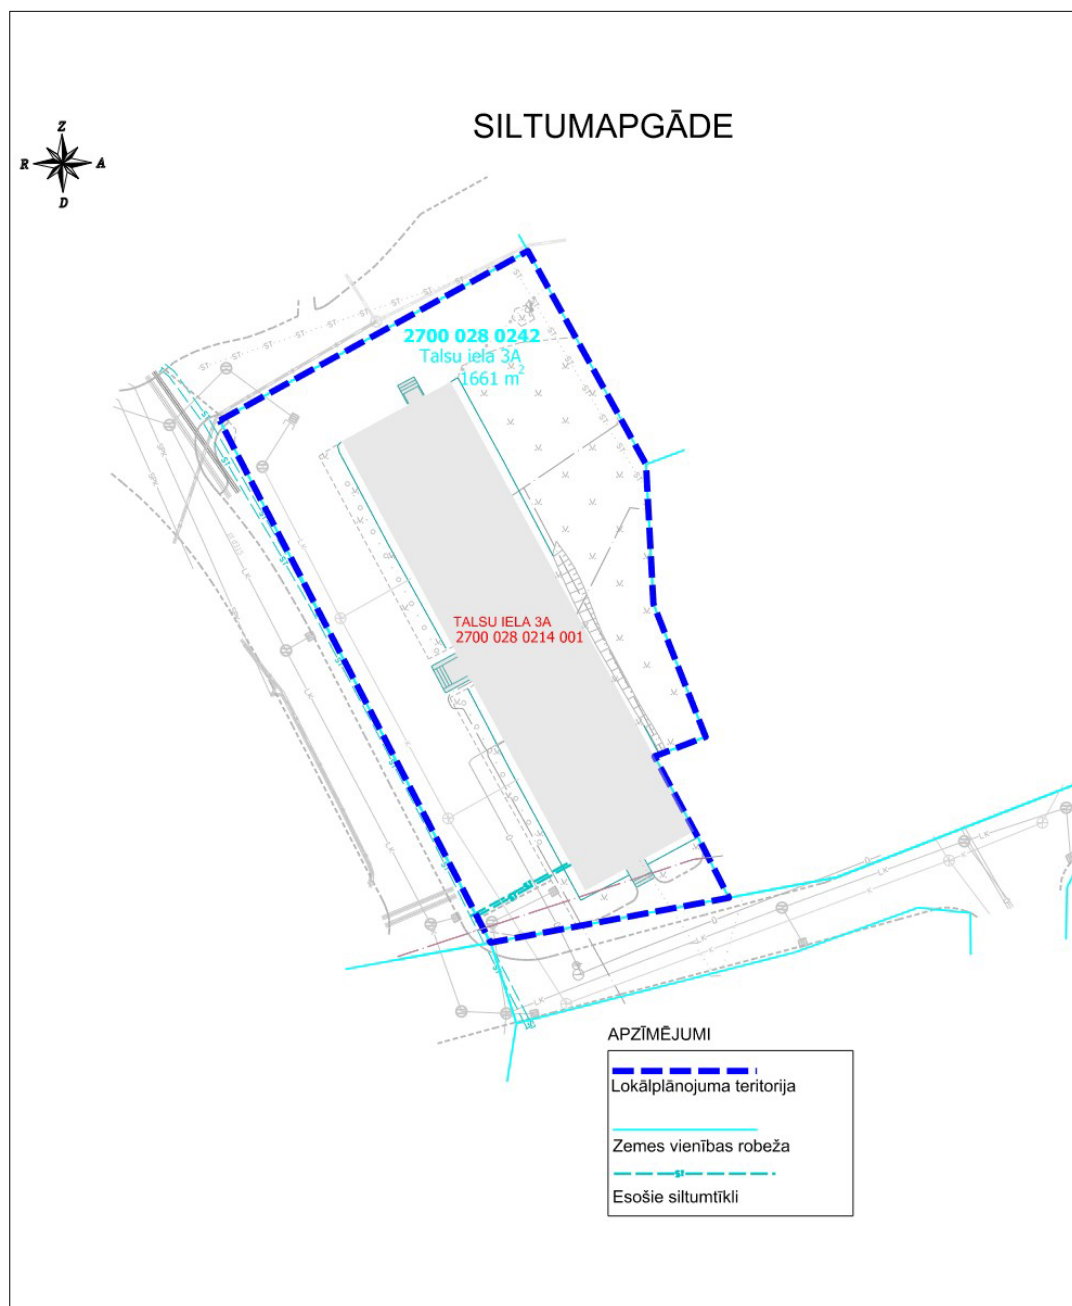 SILTUMAPGĀDE
Z
R
A
D
2700 028 0242
Talsu iela 3A
1661 m²
TALSU IELA 3A
2700 028 0214 001
APZĪMĒJUMI
Lokālplānojuma teritorija
Zemes vienības robeža
ST
Esošie siltumtīkli